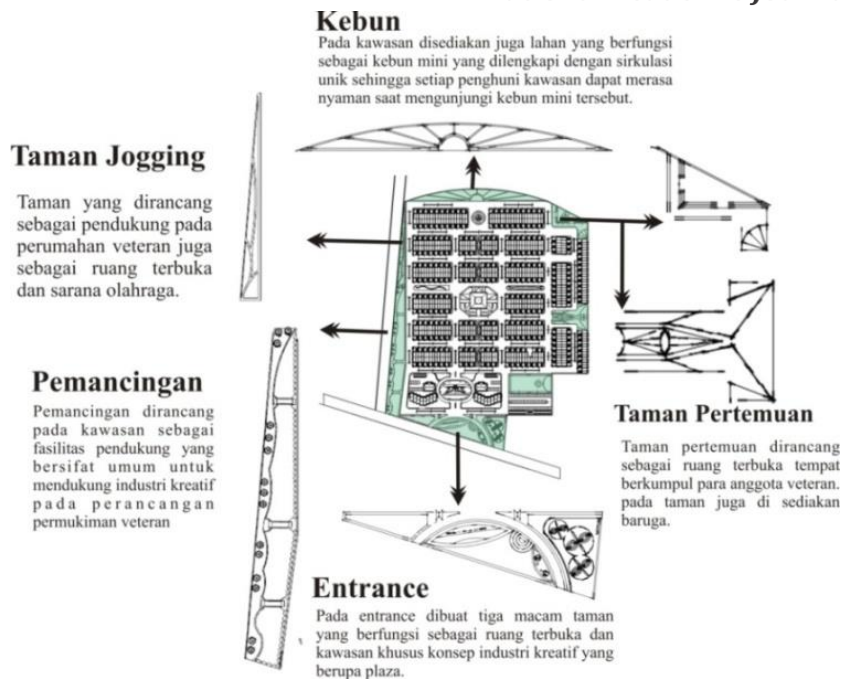 Kebun
Pada kawasan disediakan juga lahan yang berfungsi
sebagai kebun mini yang dilengkapi dengan sirkulasi
unik sehingga setiap penghuni kawasan dapat merasa
nyaman saat mengunjungi kebun mini tersebut.
Taman Jogging
Taman yang dirancang
sebagai pendukung pada
perumahan veteran juga
sebagai ruang terbuka
dan sarana olahraga.
Pemancingan
Pemancingan dirancang
pada kawasan sebagai
fasilitas pendukung yang
bersifat umum untuk
mendukung industri kreatif
pada perancangan
permukiman veteran
Taman Pertemuan
Taman pertemuan dirancang
sebagai ruang terbuka tempat
berkumpul para anggota veteran.
pada taman juga di sediakan
baruga.
Entrance
Pada entrance dibuat tiga macam taman
yang berfungsi sebagai ruang terbuka dan
kawasan khusus konsep industri kreatif yang
berupa plaza.